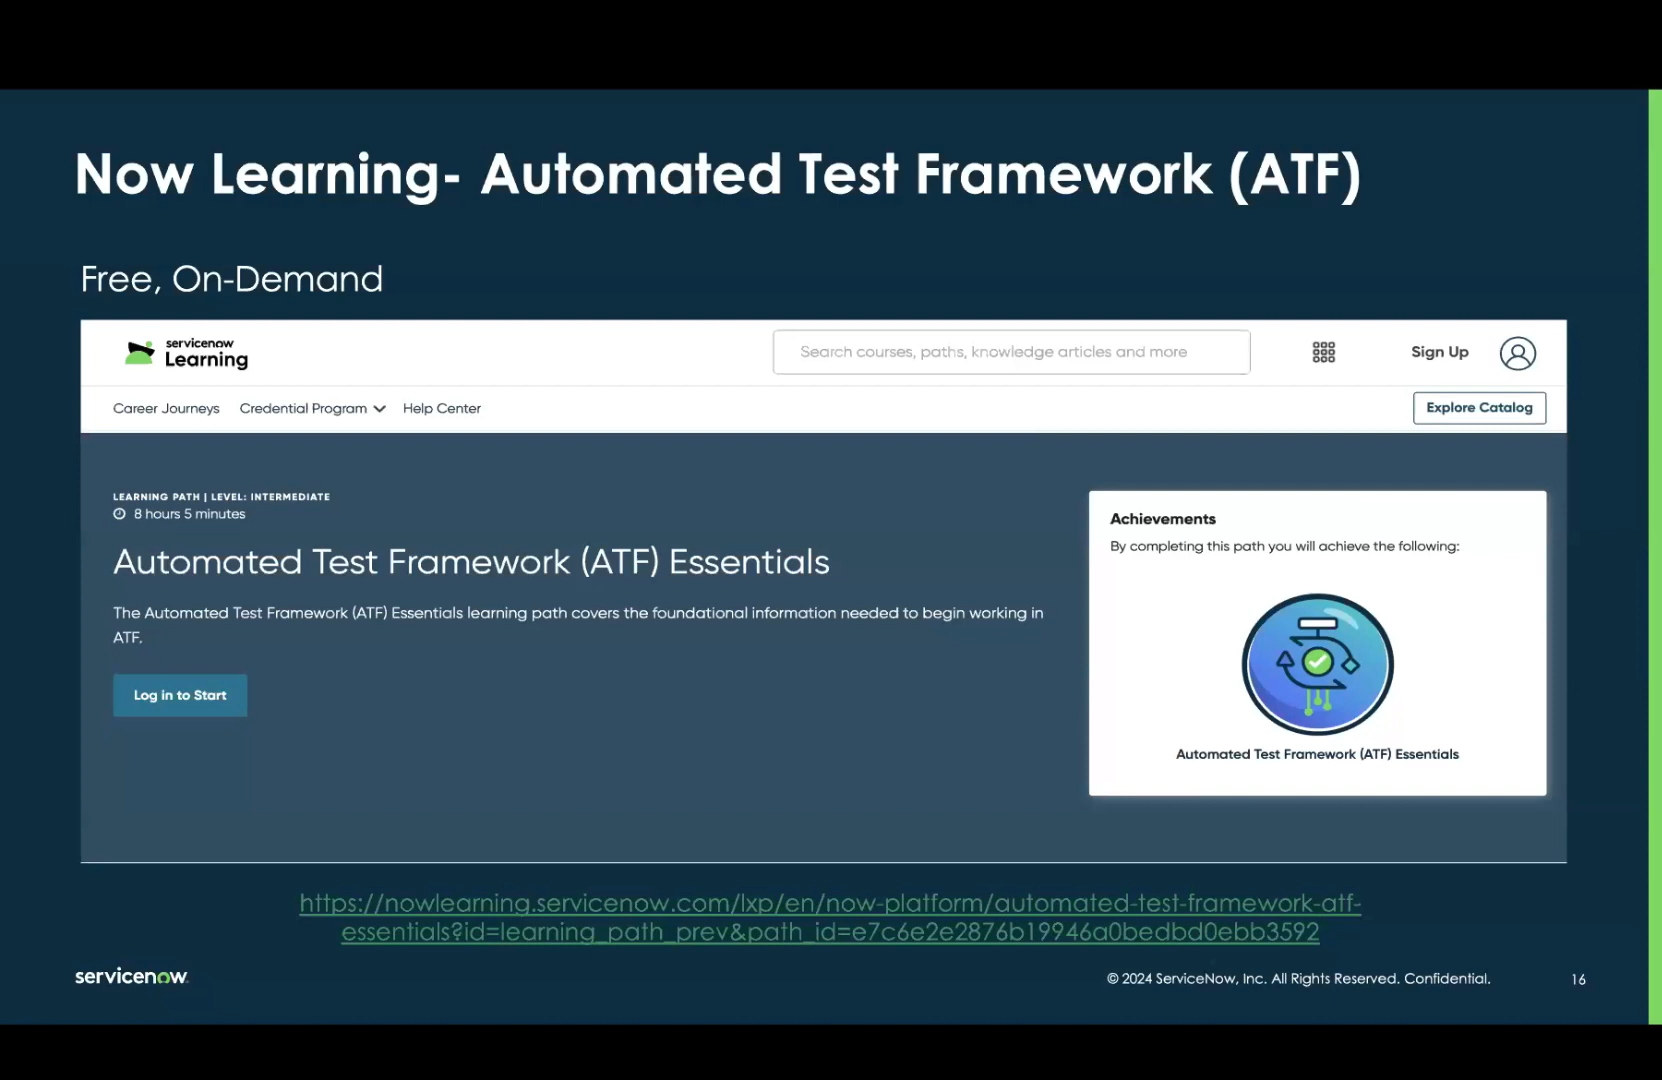 Now Learning- Automated Test Framework (ATF)
Free, On-Demand
servicenow
Learning
Search courses, paths, knowledge articles and more
Sign Up
Career Journeys
Credential Program
Help Center
Explore Catalog
LEARNING PATH | LEVEL: INTERMEDIATE
8 hours 5 minutes
Automated Test Framework (ATF) Essentials
The Automated Test Framework (ATF) Essentials learning path covers the foundational information needed to begin working in
ATF.
Log in to Start
Achievements
By completing this path you will achieve the following:
Automated Test Framework (ATF) Essentials
https://nowlearning.servicenow.com/lxp/en/now-platform/automated-test-framework-atf-
essentials?id=learning_path_prev&path_id=e7c6e2e2876b19946a0bedbd0ebb3592
servicenow
© 2024 ServiceNow, Inc. All Rights Reserved. Confidential.
16